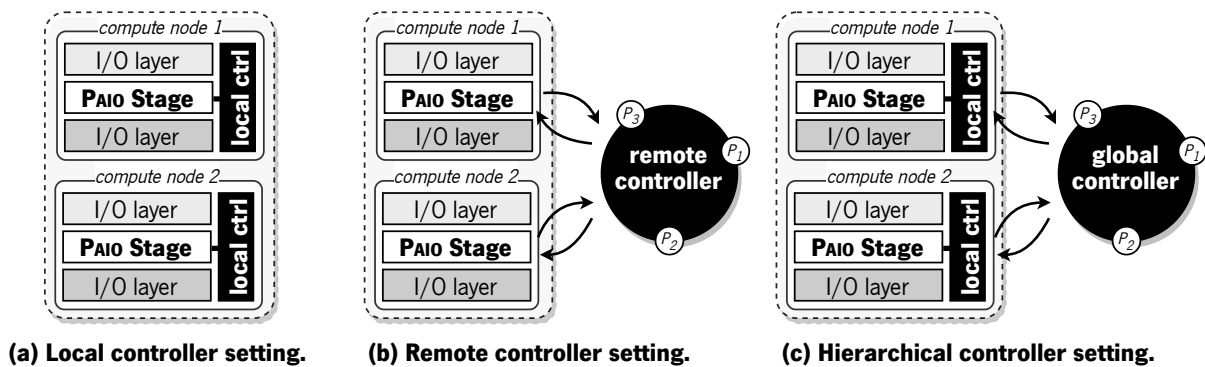 compute node 1
I/O layer
PAIO Stage
I/O layer
local ctrl
compute node 2
I/O layer
PAIO Stage
I/O layer
local ctrl
(a) Local controller setting.
compute node 1
I/O layer
PAIO Stage
I/O layer
compute node 2
I/O layer
PAIO Stage
I/O layer
P3
P1
remote
controller
P2
(b) Remote controller setting.
compute node 1
I/O layer
PAIO Stage
I/O layer
local ctrl
compute node 2
I/O layer
PAIO Stage
I/O layer
local ctrl
P3
P1
global
controller
P2
(c) Hierarchical controller setting.